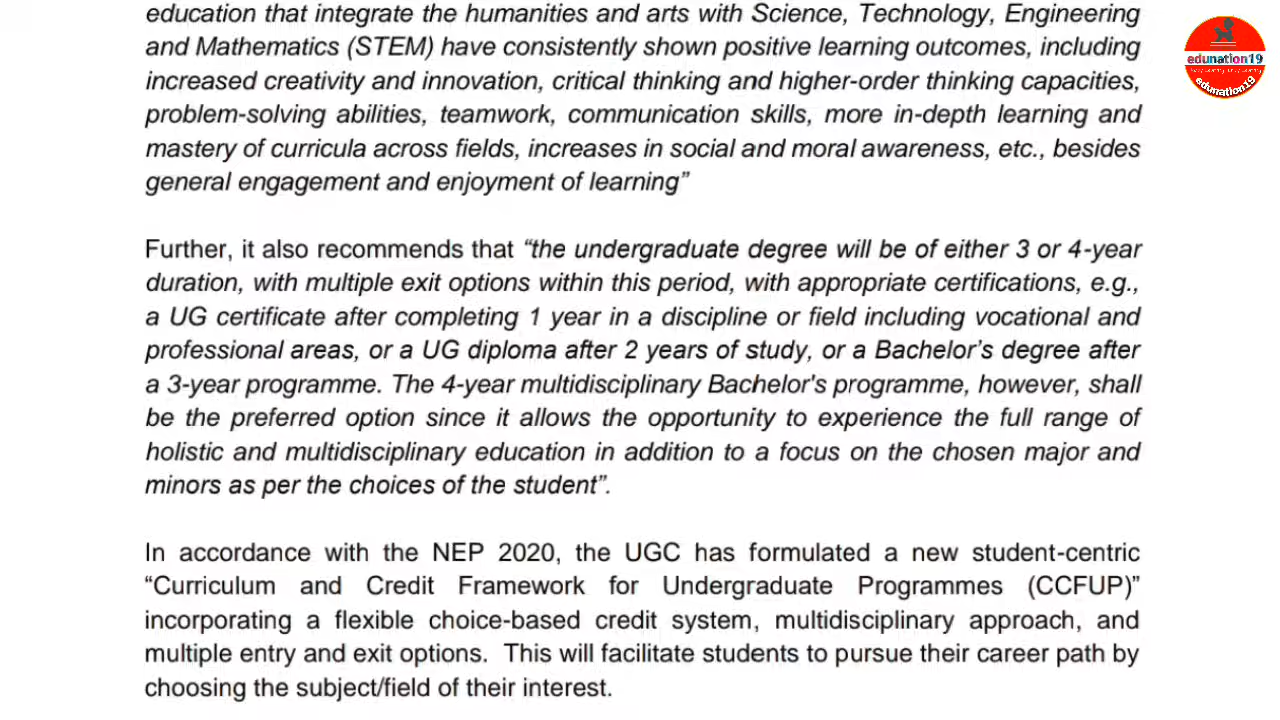 education that integrate the humanities and arts with Science, Technology, Engineering
and Mathematics (STEM) have consistently shown positive learning outcomes, including
increased creativity and innovation, critical thinking and higher-order thinking capacities,
problem-solving abilities, teamwork, communication skills, more in-depth learning and
mastery of curricula across fields, increases in social and moral awareness, etc., besides
general engagement and enjoyment of learning”
Further, it also recommends that “the undergraduate degree will be of either 3 or 4-year
duration, with multiple exit options within this period, with appropriate certifications, e.g.,
a UG certificate after completing 1 year in a discipline or field including vocational and
professional areas, or a UG diploma after 2 years of study, or a Bachelor’s degree after
a 3-year programme. The 4-year multidisciplinary Bachelor's programme, however, shall
be the preferred option since it allows the opportunity to experience the full range of
holistic and multidisciplinary education in addition to a focus on the chosen major and
minors as per the choices of the student”.
In accordance with the NEP 2020, the UGC has formulated a new student-centric
“Curriculum and Credit Framework for Undergraduate Programmes (CCFUP)”
incorporating a flexible choice-based credit system, multidisciplinary approach, and
multiple entry and exit options. This will facilitate students to pursue their career path by
choosing the subject/field of their interest.
edunation19
edunation19